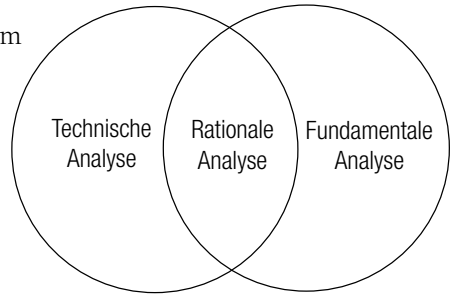 m
Technische
Analyse
Rationale
Analyse
Fundamentale
Analyse